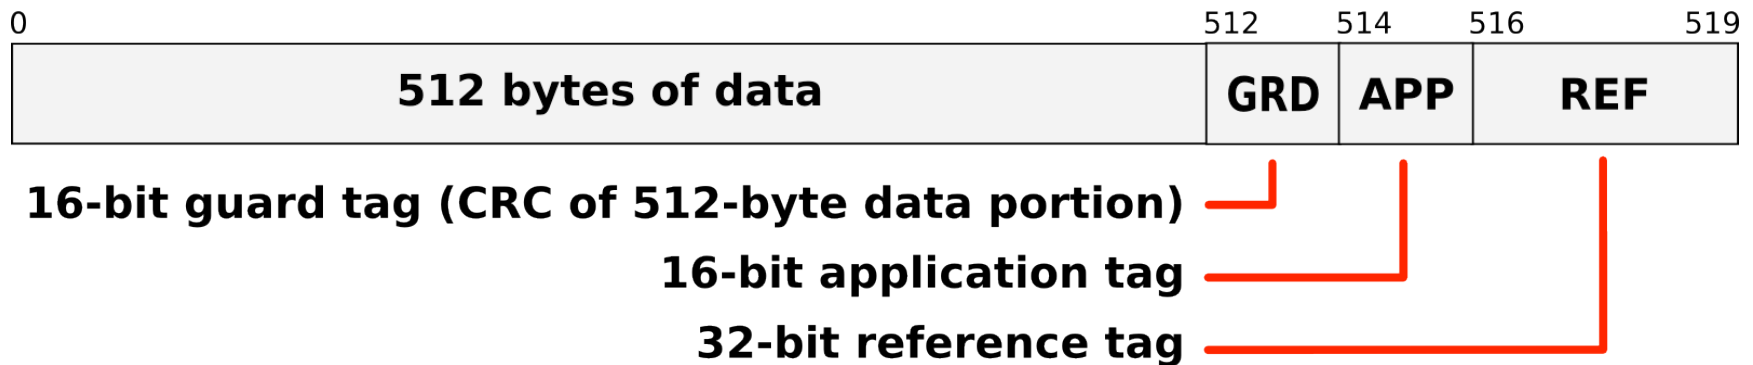 0 512 514 516 519
512 bytes of data GRD APP REF
16-bit guard tag (CRC of 512-byte data portion)
16-bit application tag
32-bit reference tag